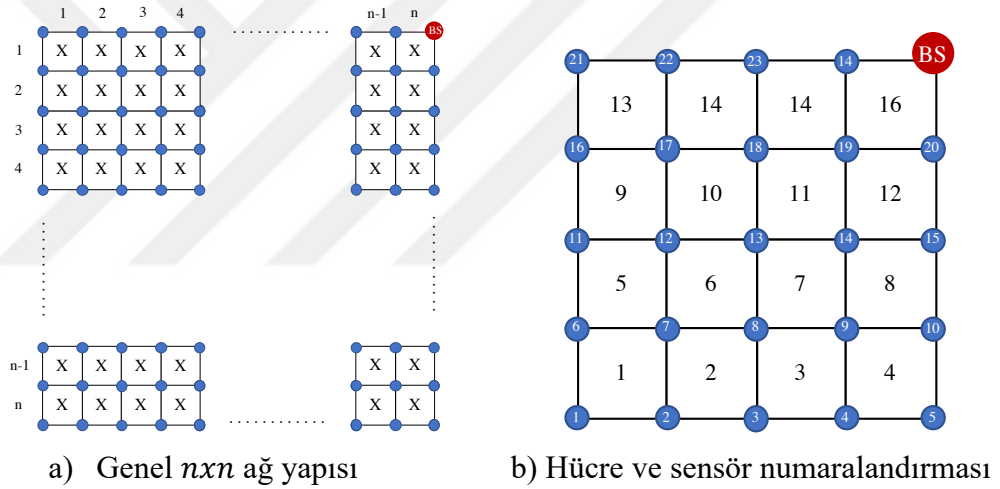 1 2 3 4 n-1 n
BS
1 X X X X X X
2 X X X X X X
3 X X X X X X
4 X X X X X X
n-1 X X X X X X
n X X X X X X
a) Genel nxn ağ yapısı
21 22 23 14 BS
13 14 14 16
16 17 18 19 20
9 10 11 12
11 12 13 14 15
5 6 7 8
6 7 8 9 10
1 2 3 4
1 2 3 4 5
b) Hücre ve sensör numaralandırması